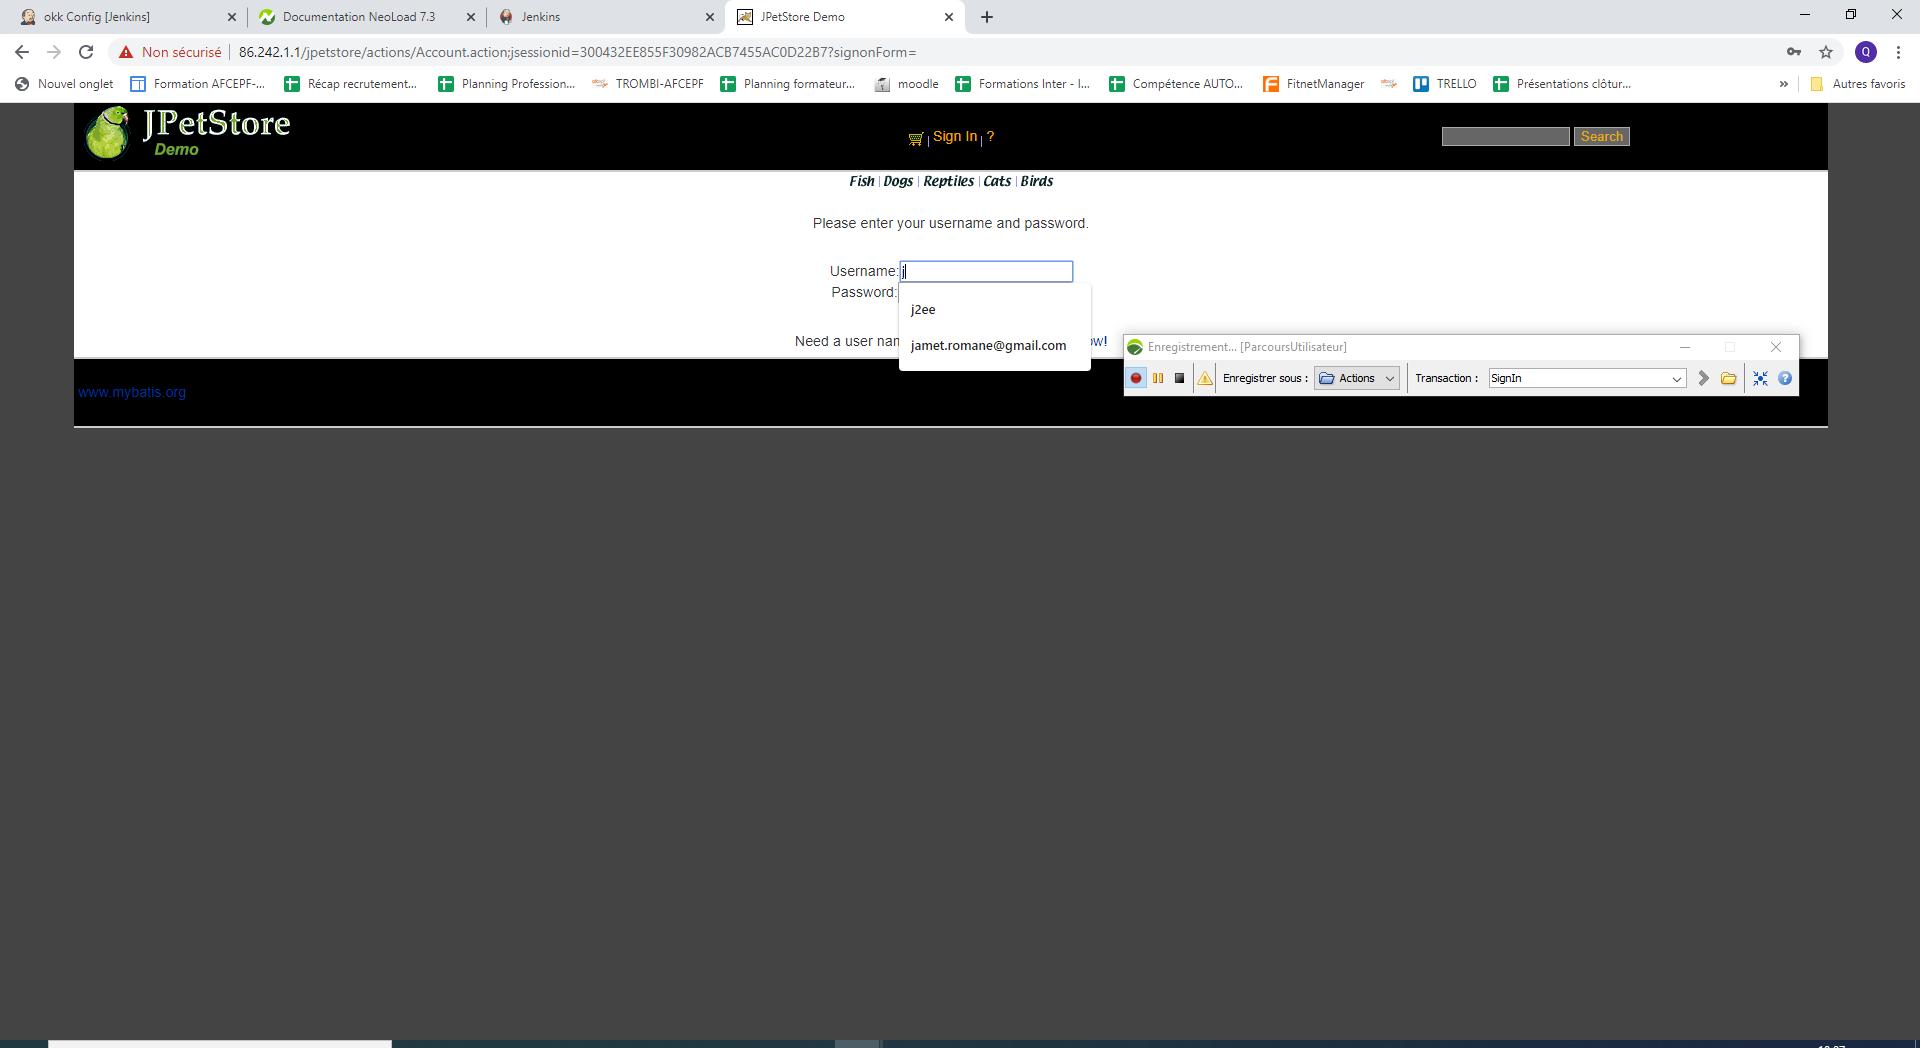 okk Config [Jenkins]
Documentation NeoLoad 7.3
Jenkins
JPetStore Demo
Non sécurisé
86.242.1.1/jpetstore/actions/Account.action;jsessionid=300432EE855F30982ACB7455AC0D22B7?signonForm=
Q
Nouvel onglet
Formation AFCEPF-...
Récap recrutement...
Planning Profession...
TROMBI-AFCEPF
Planning formateur...
moodle
Formations Inter - I...
Compétence AUTO...
FitnetManager
TRELLO
Présentations clôtur...
»
Autres favoris
JPetStore
Demo
| Sign In | ?
Search
Fish | Dogs | Reptiles | Cats | Birds
Please enter your username and password.
Username: j
Password:
j2ee
jamet.romane@gmail.com
Need a user nam
ow!
www.mybatis.org
Enregistrement... [ParcoursUtilisateur]
Enregistrer sous :
Actions
Transaction :
SignIn